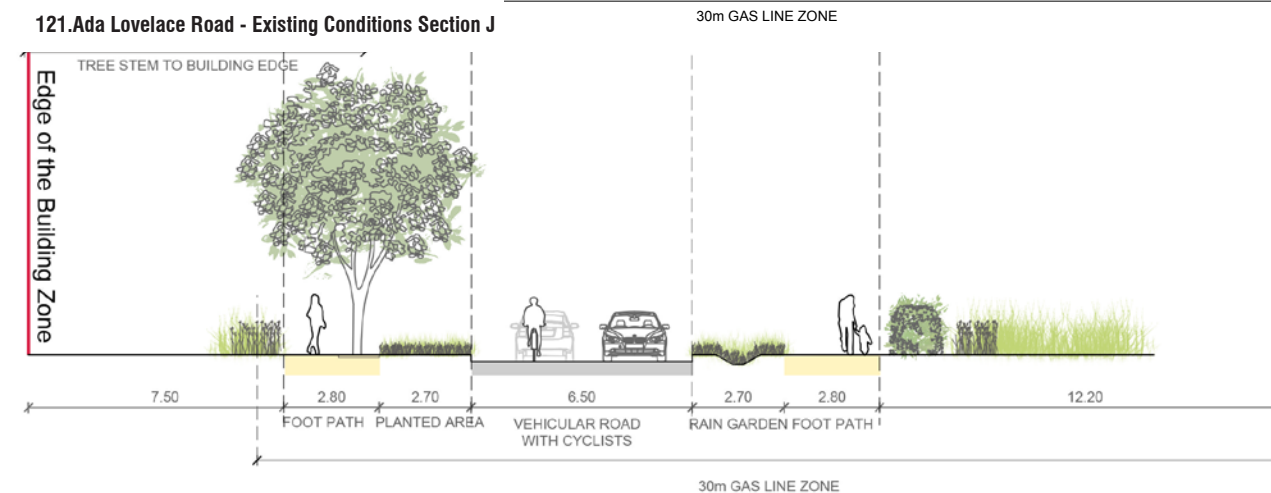 30m GAS LINE ZONE
121.Ada Lovelace Road - Existing Conditions Section J
TREE STEM TO BUILDING EDGE
Edge of the Building Zone
7.50
2.80
2.70
6.50
2.70
2.80
12.20
FOOT PATH
PLANTED AREA
VEHICULAR ROAD
WITH CYCLISTS
RAIN GARDEN
FOOT PATH
30m GAS LINE ZONE